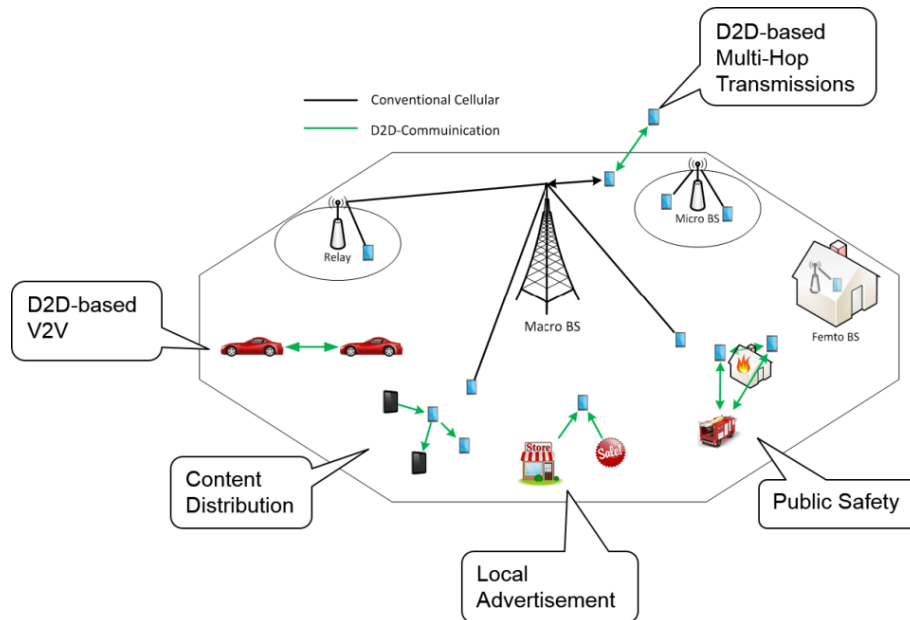 D2D-based
Multi-Hop
Transmissions
Conventional Cellular
D2D-Commuinication
Micro BS
Relay
D2D-based
V2V
Macro BS
Femto BS
Store
Sale!
Content
Distribution
Public Safety
Local
Advertisement